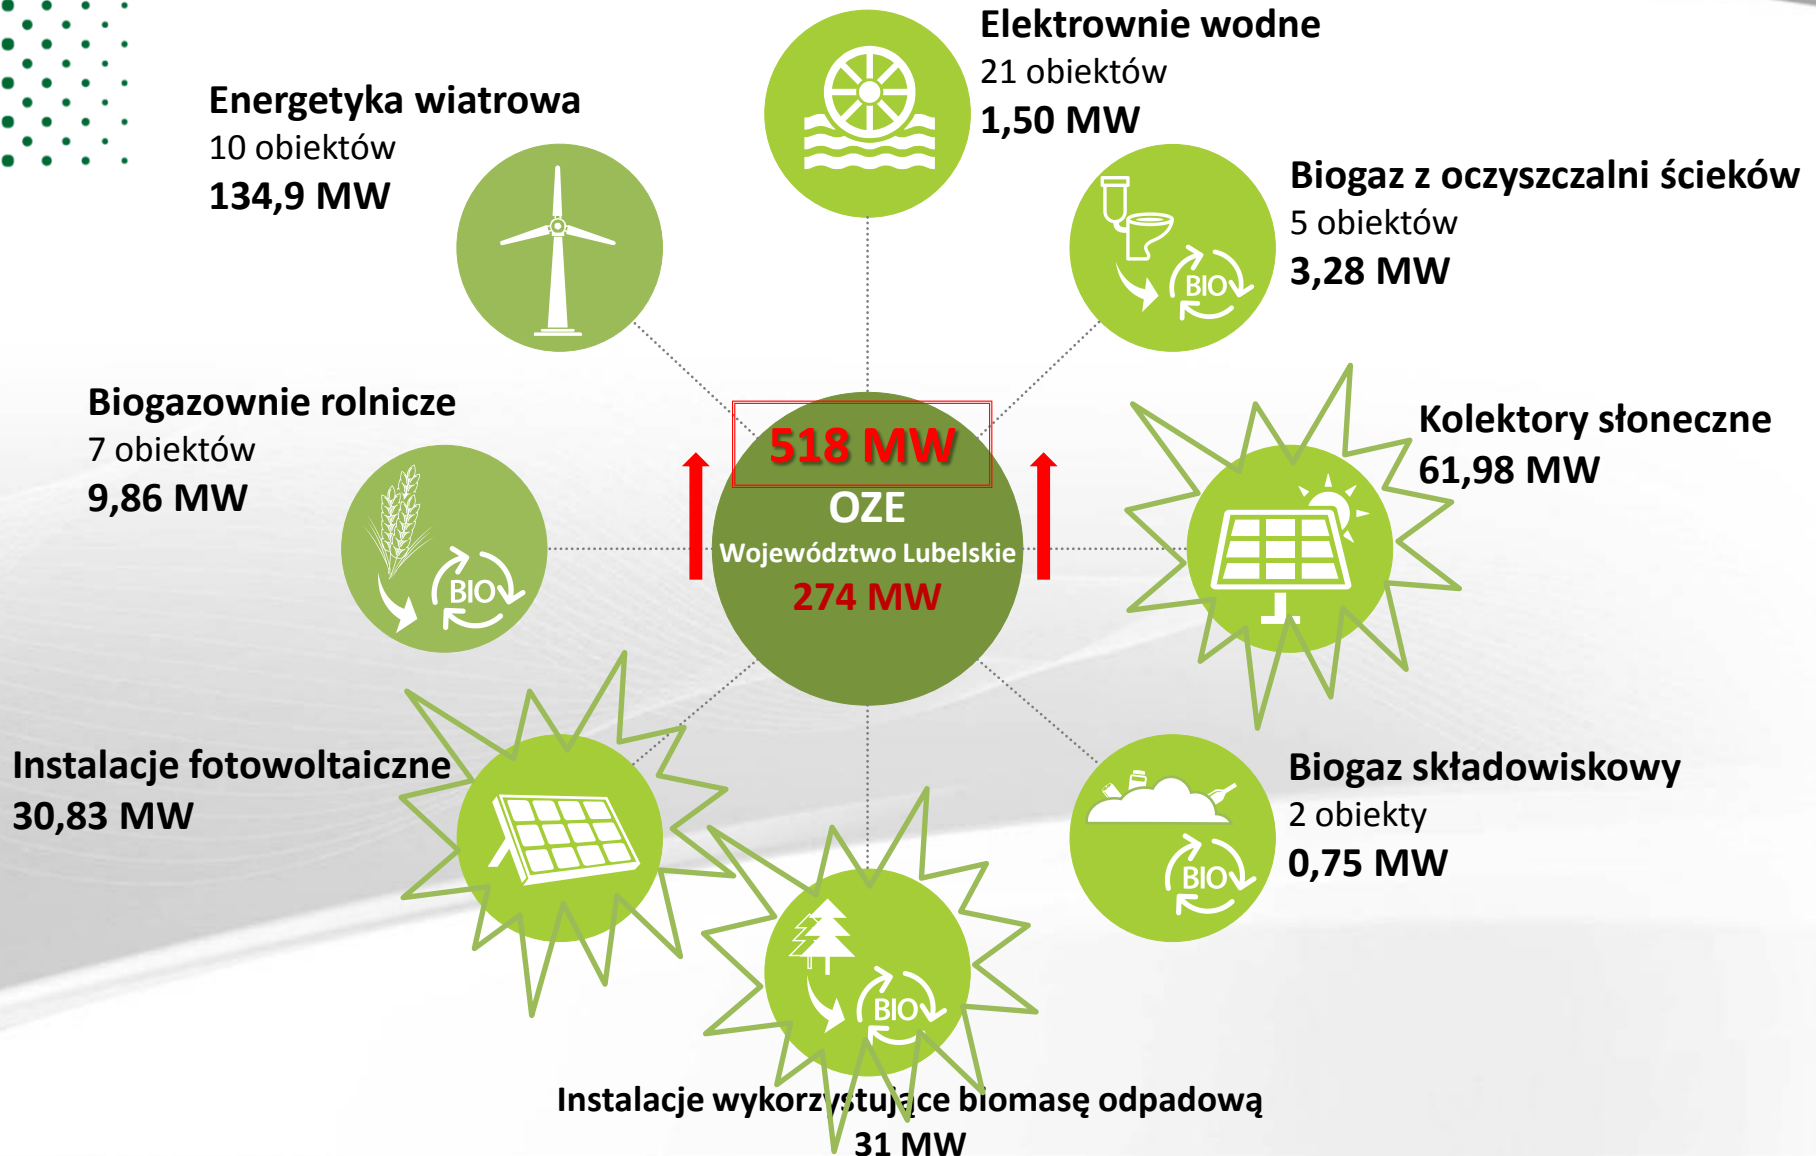 Elektrownie wodne
21 obiektów
1,50 MW
Energetyka wiatrowa
10 obiektów
134,9 MW
Biogaz z oczyszczalni ścieków
5 obiektów
3,28 MW
BIO
Biogazownie rolnicze
7 obiektów
9,86 MW
BIO
518 MW
OZE
Województwo Lubelskie
274 MW
Kolektory słoneczne
61,98 MW
Instalacje fotowoltaiczne
30,83 MW
Biogaz składowiskowy
2 obiekty
0,75 MW
BIO
BIO
Instalacje wykorzystujące biomasę odpadową
31 MW